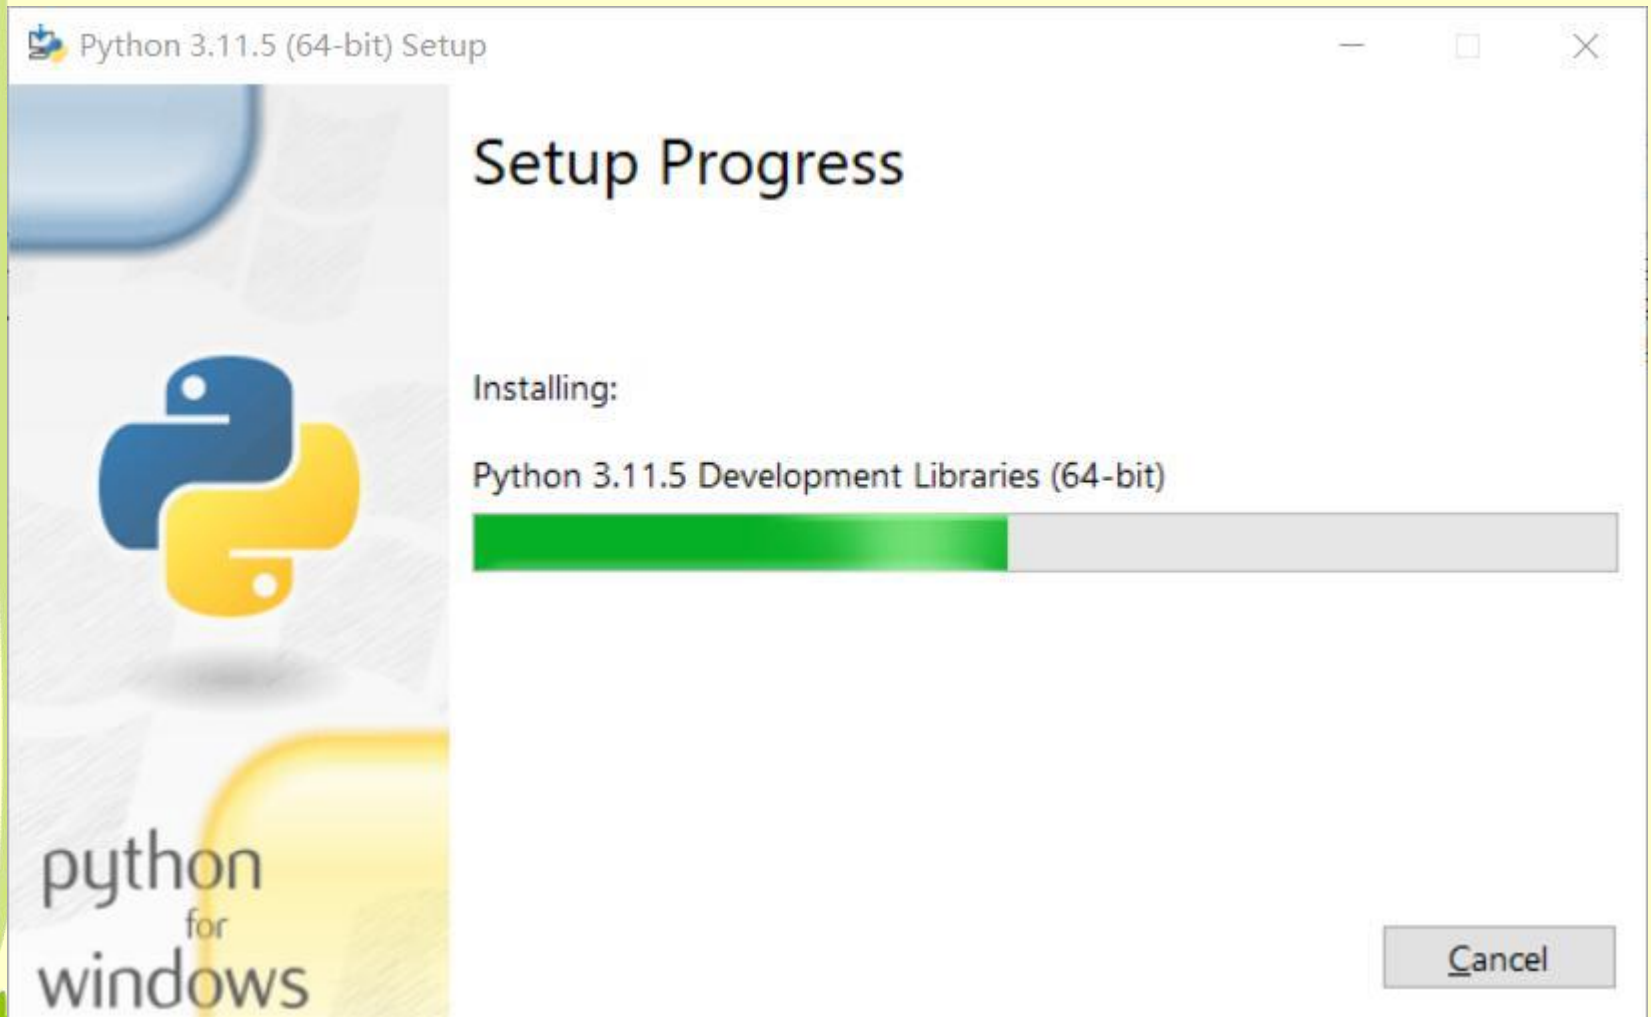 Python 3.11.5 (64-bit) Setup
Setup Progress
Installing:
Python 3.11.5 Development Libraries (64-bit)
python
for
windows
Cancel